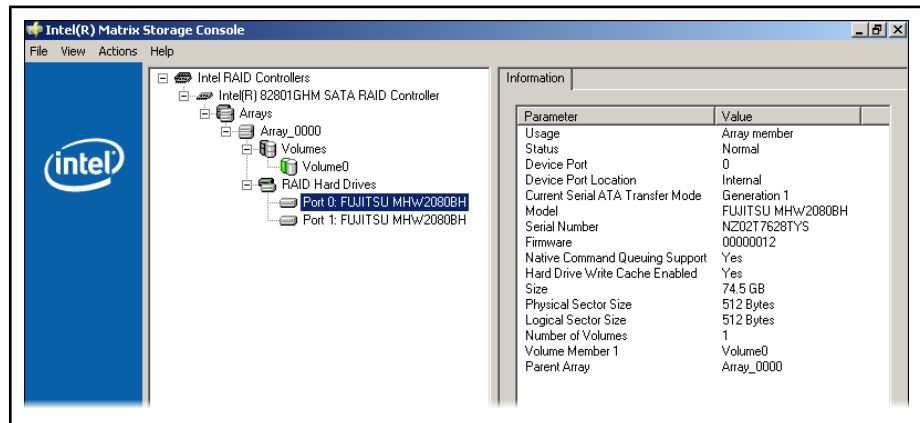 Intel(R) Matrix Storage Console
File View Actions Help
intel
Intel RAID Controllers
Intel(R) 82801GHM SATA RAID Controller
Arrays
Array_0000
Volumes
Volume0
RAID Hard Drives
Port 0: FUJITSU MHW2080BH
Port 1: FUJITSU MHW2080BH
Information
Parameter Value
Usage Array member
Status Normal
Device Port 0
Device Port Location Internal
Current Serial ATA Transfer Mode Generation 1
Model FUJITSU MHW2080BH
Serial Number NZ02T7628TYS
Firmware 00000012
Native Command Queuing Support Yes
Hard Drive Write Cache Enabled Yes
Size 74.5 GB
Physical Sector Size 512 Bytes
Logical Sector Size 512 Bytes
Number of Volumes 1
Volume Member 1 Volume0
Parent Array Array_0000